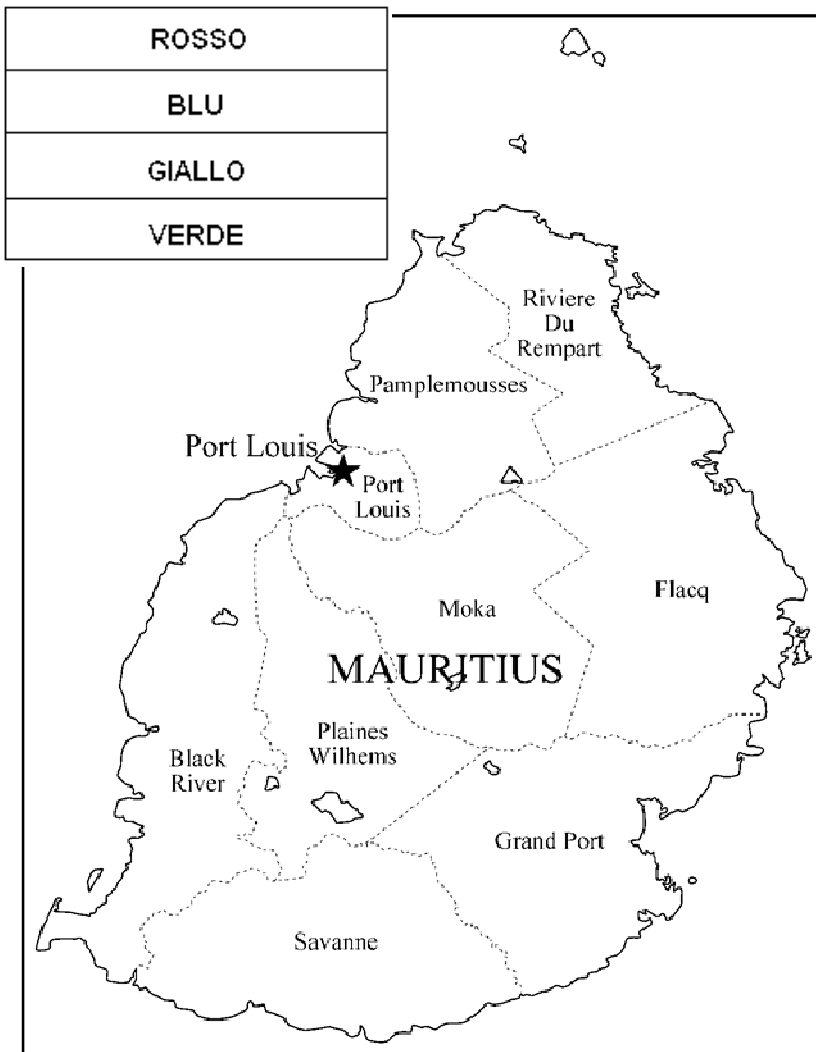 ROSSO
BLU
GIALLO
VERDE
Riviere
Du
Rempart
Pamplemousses
Port Louis
Port
Louis
Flacq
Moka
MAURITIUS
Plaines
Wilhems
Black
River
Grand Port
Savanne